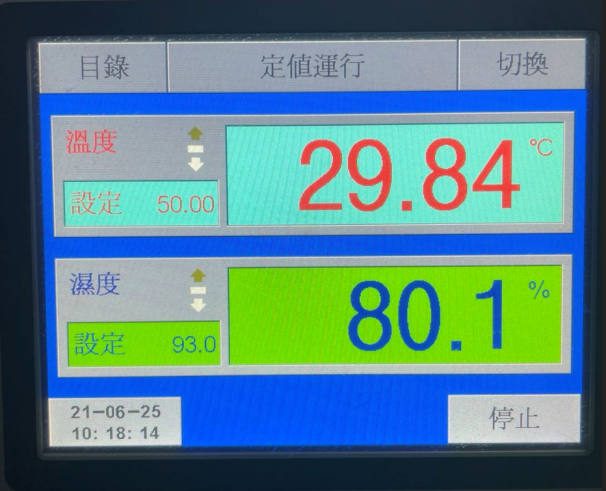 目錄 定值運行 切換
溫度
29.84 ℃
設定 50.00
濕度
80.1 %
設定 93.0
21-06-25
10: 18: 14
停止